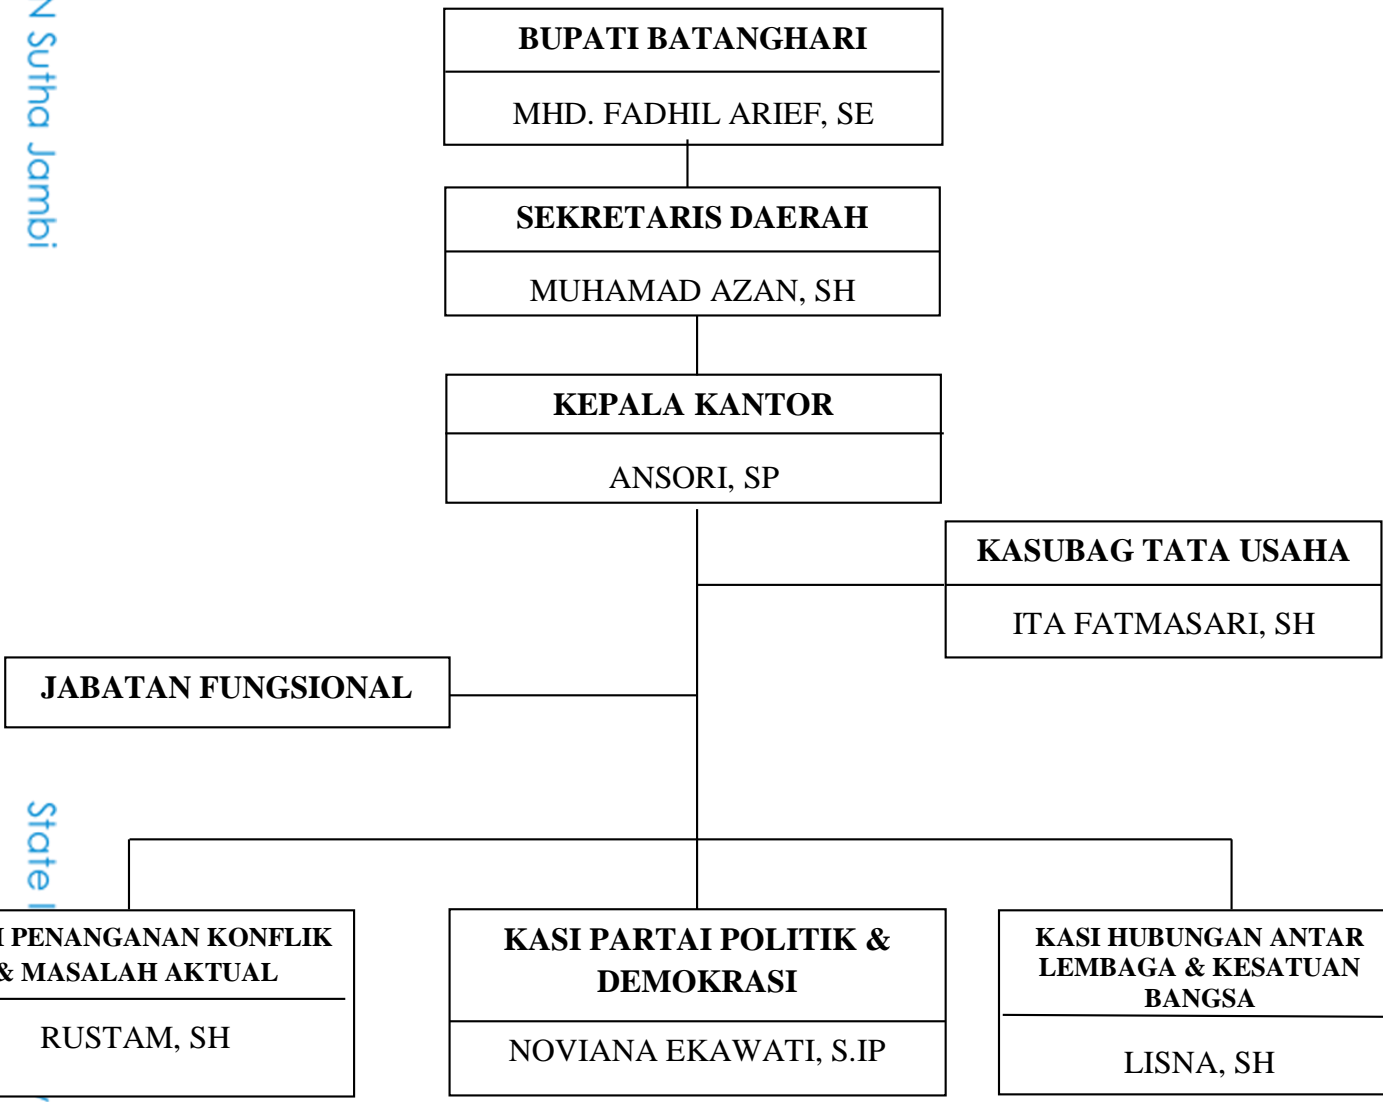 BUPATI BATANGHARI
MHD. FADHIL ARIEF, SE
SEKRETARIS DAERAH
MUHAMAD AZAN, SH
KEPALA KANTOR
ANSORI, SP
KASUBAG TATA USAHA
ITA FATMASARI, SH
JABATAN FUNGSIONAL
PENANGANAN KONFLIK
& MASALAH AKTUAL
RUSTAM, SH
KASI PARTAI POLITIK &
DEMOKRASI
NOVIANA EKAWATI, S.IP
KASI HUBUNGAN ANTAR
LEMBAGA & KESATUAN
BANGSA
LISNA, SH
Sutha Jambi
State